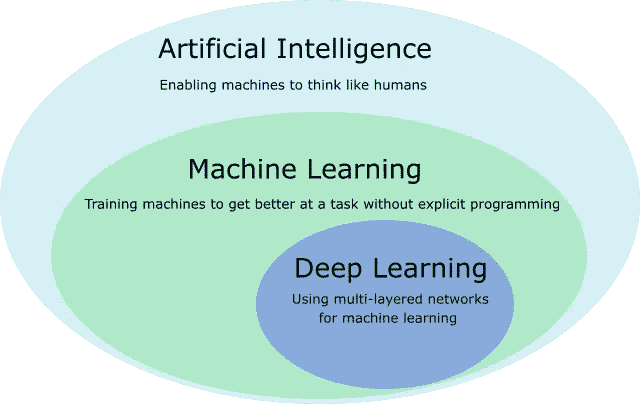 Artificial Intelligence
Enabling machines to think like humans
Machine Learning
Training machines to get better at a task without explicit programming
Deep Learning
Using multi-layered networks
for machine learning